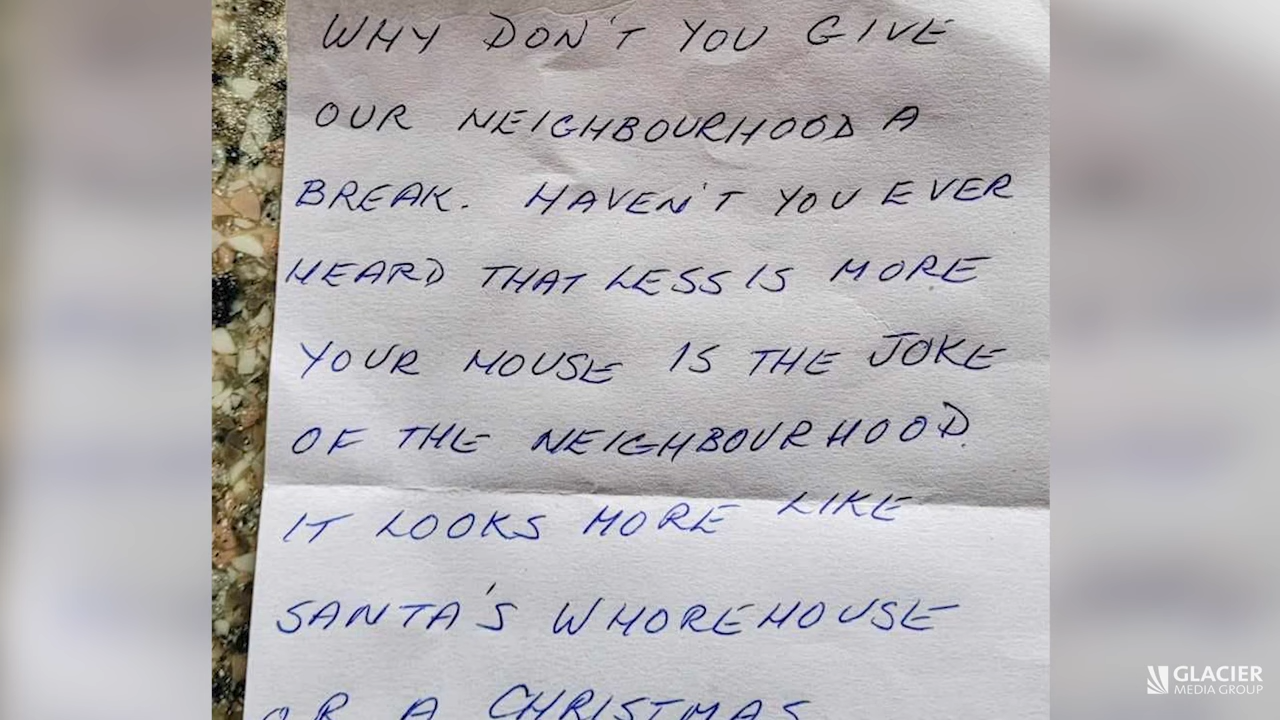 WHY DON'T YOU GIVE
OUR NEIGHBOURHOOD A
BREAK. HAVEN'T YOU EVER
HEARD THAT LESS IS MORE
YOUR HOUSE IS THE JOKE
OF THE NEIGHBOURHOOD.
IT LOOKS MORE LIKE
SANTA'S WHOREHOUSE
OR A CHRISTMAS
GLACIER
MEDIA GROUP